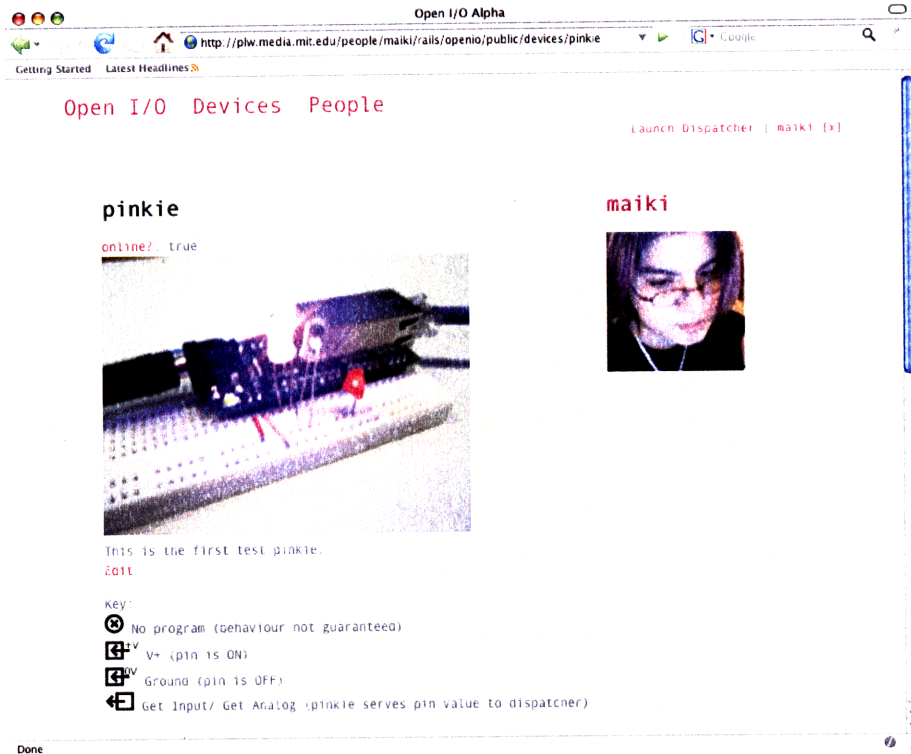 Open I/O Alpha
http://plw.media.mit.edu/people/maiki/rails/openio/public/devices/pinkie
G Google
Getting Started Latest Headlines
Open I/O Devices People
Launch Dispatcher | maiki [x]
pinkie
maiki
online?: true
This is the first test pinkie.
Edit
Key:
No program (behaviour not guaranteed)
+V V+ (pin is ON)
0V Ground (pin is OFF)
Get Input/ Get Analog (pinkie serves pin value to dispatcher)
Done